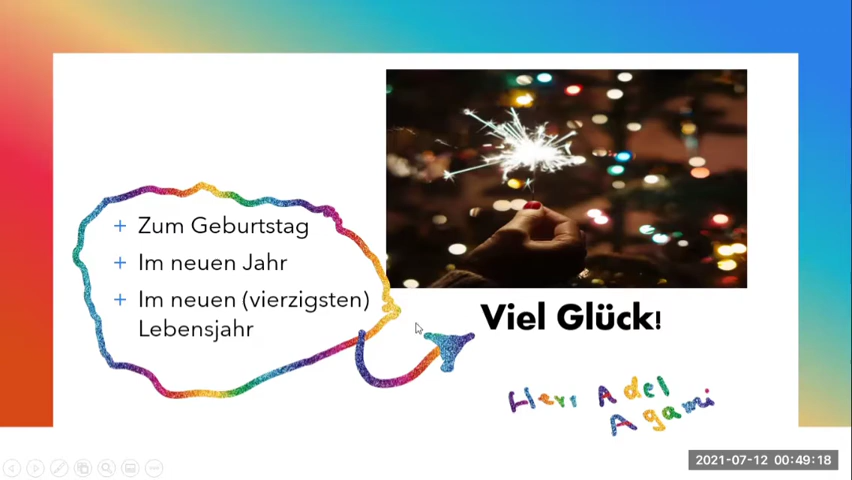 + Zum Geburtstag
+ Im neuen Jahr
+ Im neuen (vierzigsten)
Lebensjahr
Viel Glück!
Herr Adel
Agami
2021-07-12 00:49:18